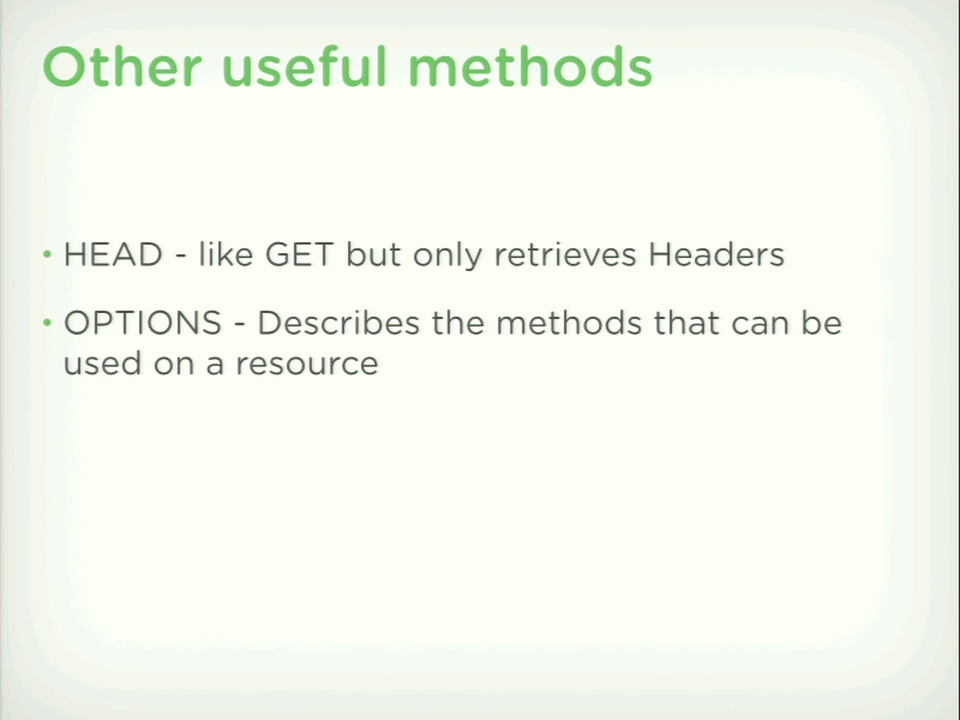 Other useful methods
• HEAD - like GET but only retrieves Headers
• OPTIONS - Describes the methods that can be
used on a resource